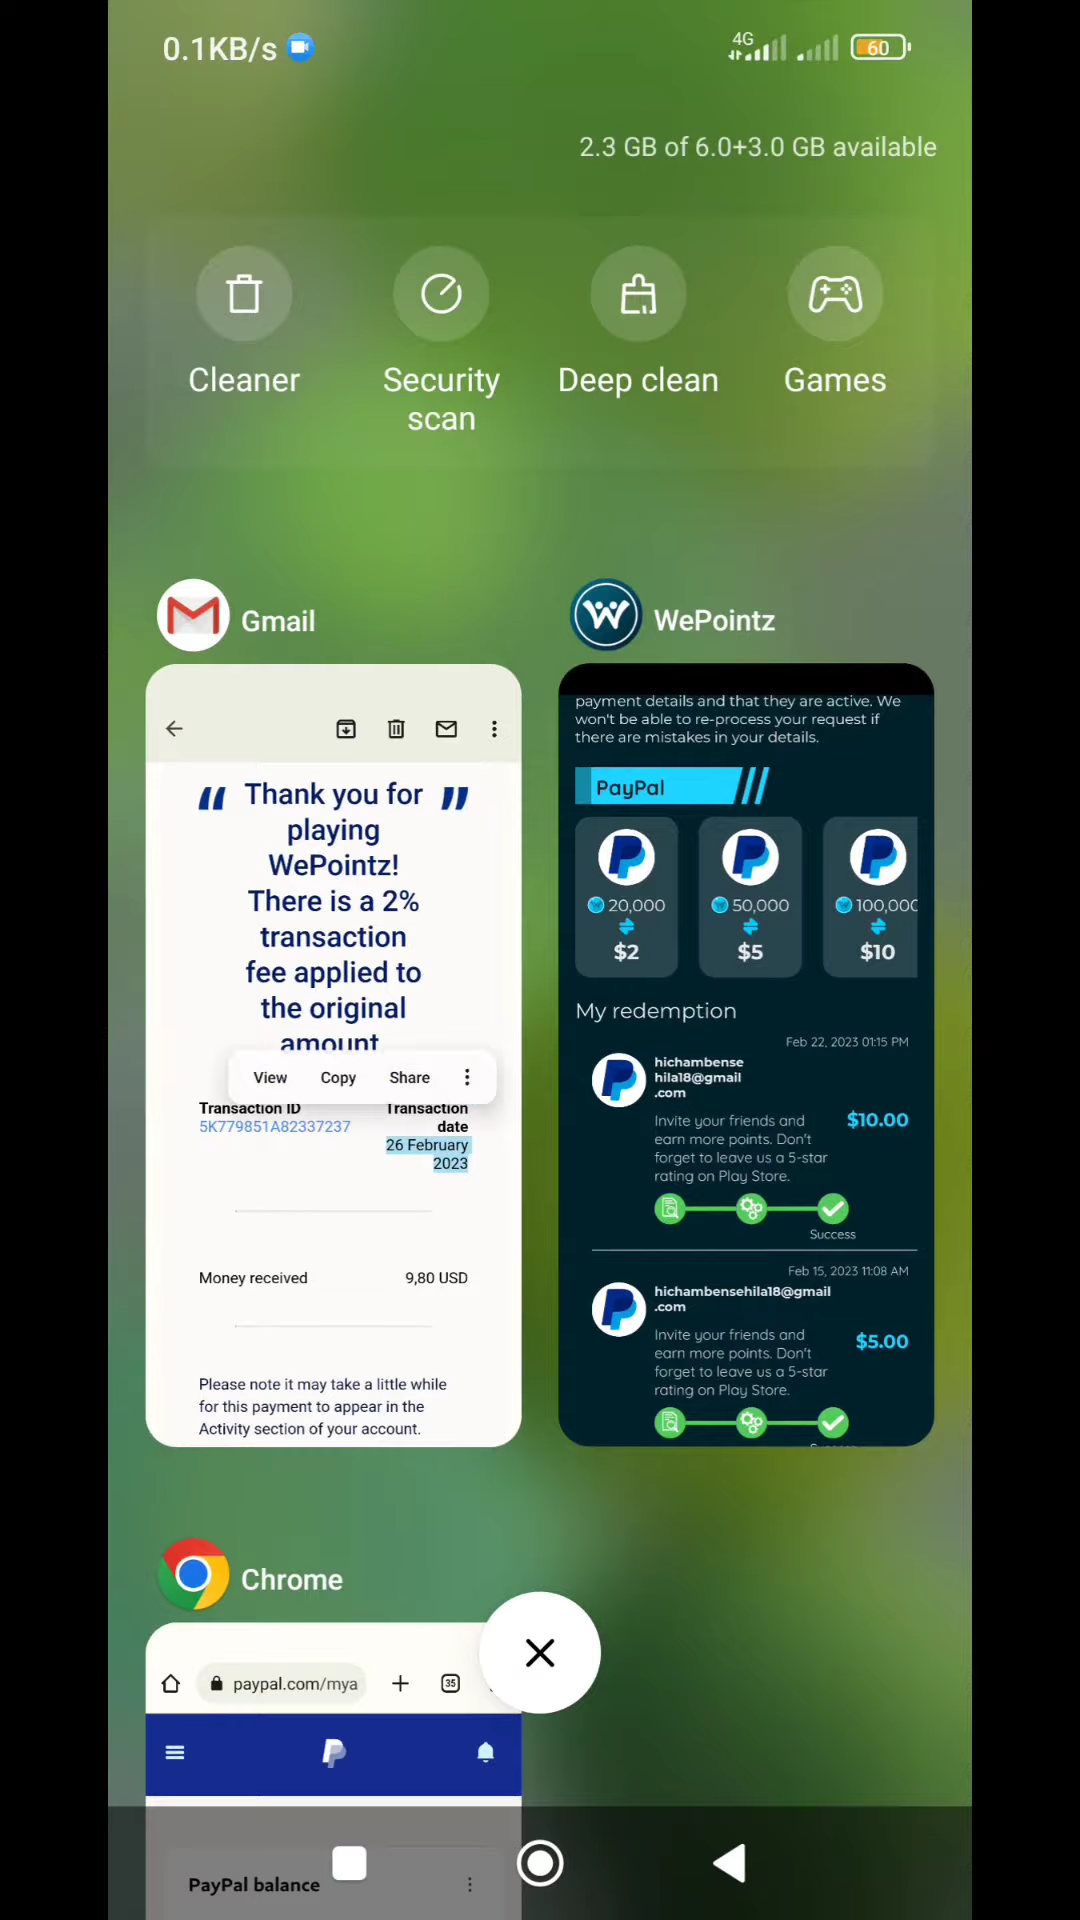 0.1KB/s
4G
60
2.3 GB of 6.0+3.0 GB available
Cleaner
Security
scan
Deep clean
Games
Gmail
“ Thank you for ”
playing
WePointz!
There is a 2%
transaction
fee applied to
the original
amount
View Copy Share
Transaction ID
5K779851A82337237
Transaction
date
26 February
2023
Money received 9,80 USD
Please note it may take a little while
for this payment to appear in the
Activity section of your account.
WePointz
payment details and that they are active. We
won't be able to re-process your request if
there are mistakes in your details.
PayPal
20,000
$2
50,000
$5
100,000
$10
My redemption
Feb 22, 2023 01:15 PM
hichambense
hila18@gmail
.com
Invite your friends and
earn more points. Don't
forget to leave us a 5-star
rating on Play Store.
$10.00
Success
Feb 15, 2023 11:08 AM
hichambensehila18@gmail
.com
Invite your friends and
earn more points. Don't
forget to leave us a 5-star
rating on Play Store.
$5.00
Chrome
paypal.com/mya
35
PayPal balance